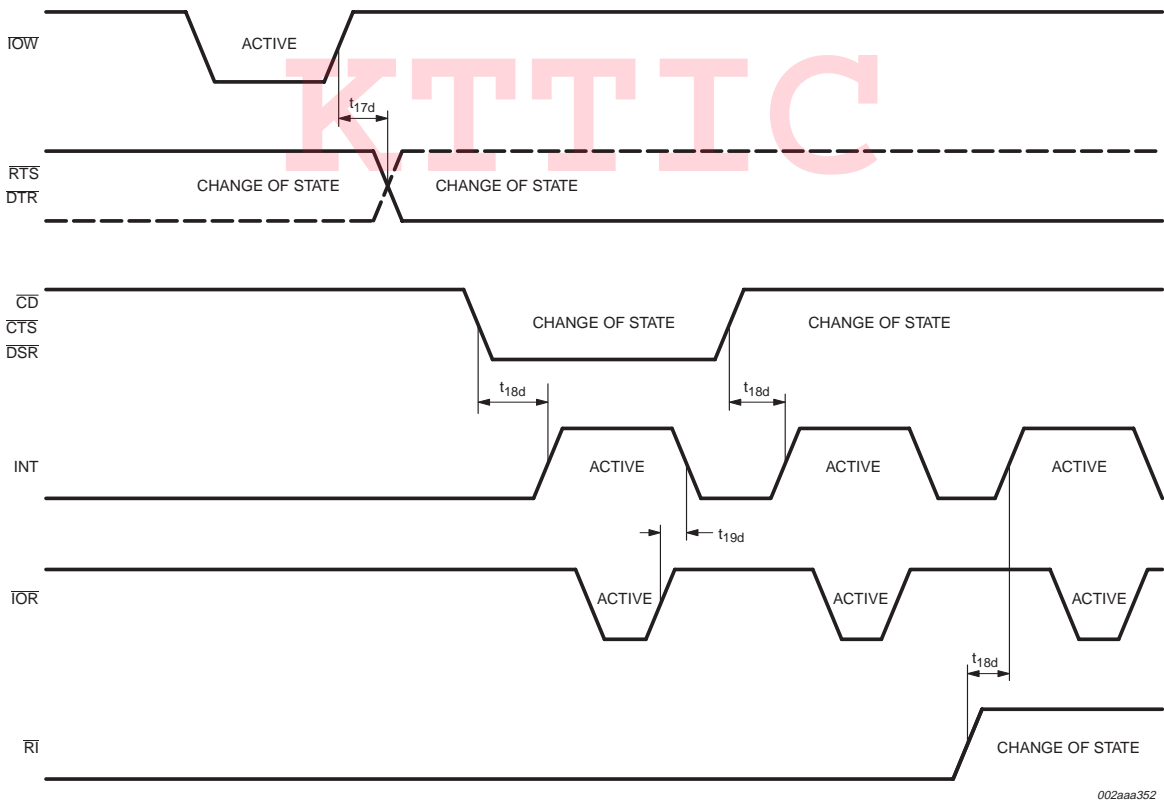 IOW
ACTIVE
KTTIC
t17d
RTS
DTR
CHANGE OF STATE
CHANGE OF STATE
CD
CTS
DSR
CHANGE OF STATE
CHANGE OF STATE
t18d
t18d
INT
ACTIVE
ACTIVE
ACTIVE
t19d
IOR
ACTIVE
ACTIVE
ACTIVE
t18d
RI
CHANGE OF STATE
002aaa352